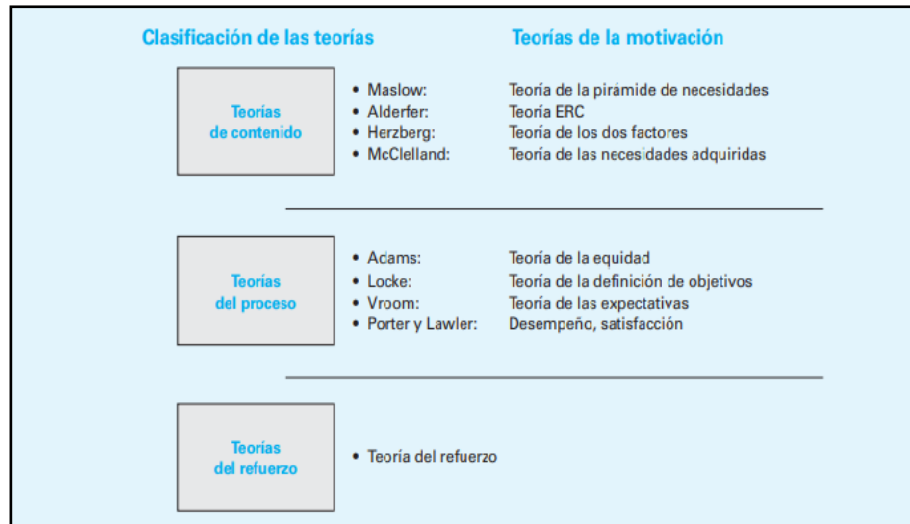 Clasificación de las teorías Teorías de la motivación
Teorías
de contenido
• Maslow: Teoría de la pirámide de necesidades
• Alderfer: Teoría ERC
• Herzberg: Teoría de los dos factores
• McClelland: Teoría de las necesidades adquiridas
Teorías
del proceso
• Adams: Teoría de la equidad
• Locke: Teoría de la definición de objetivos
• Vroom: Teoría de las expectativas
• Porter y Lawler: Desempeño, satisfacción
Teorías
del refuerzo
• Teoría del refuerzo